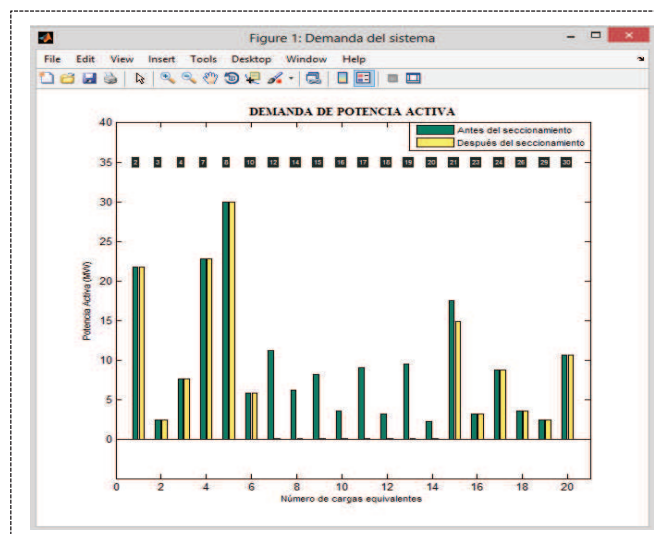 Figure 1: Demanda del sistema
File Edit View Insert Tools Desktop Window Help
DEMANDA DE POTENCIA ACTIVA
Antes del seccionamiento
Después del seccionamiento
40
35
30
25
20
15
10
5
0
2 3 4 7 8 10 12 14 15 16 17 18 19 20 21 23 24 26 29 30
Potencia Activa (MW)
0 2 4 6 8 10 12 14 16 18 20
Número de cargas equivalentes